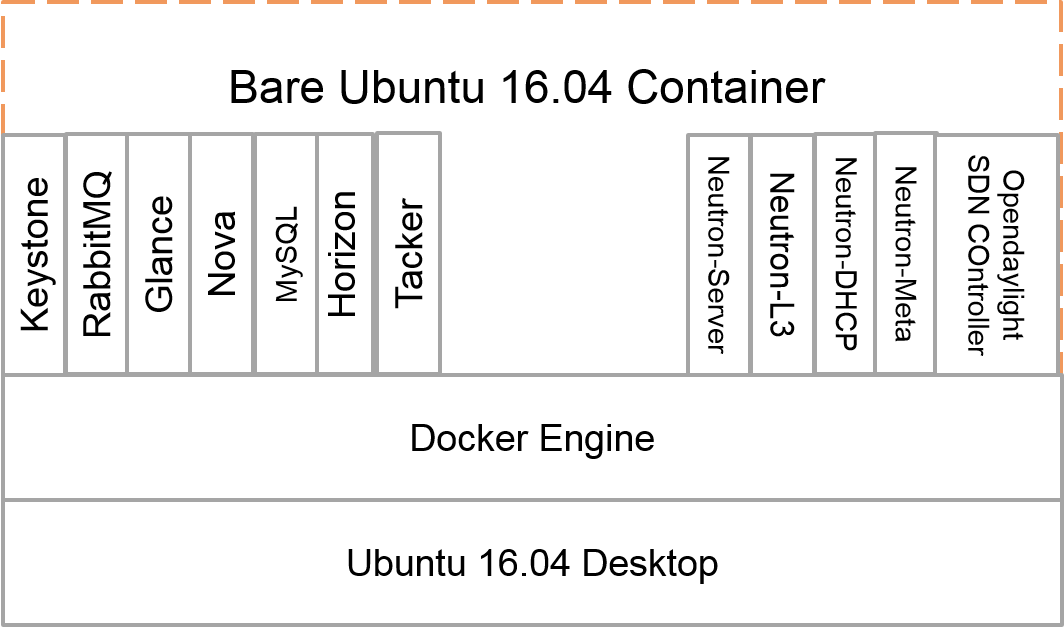 Bare Ubuntu 16.04 Container
Keystone
RabbitMQ
Glance
Nova
MySQL
Horizon
Tacker
Neutron-Server
Neutron-L3
Neutron-DHCP
Neutron-Meta
Opendaylight
SDN COntroller
Docker Engine
Ubuntu 16.04 Desktop